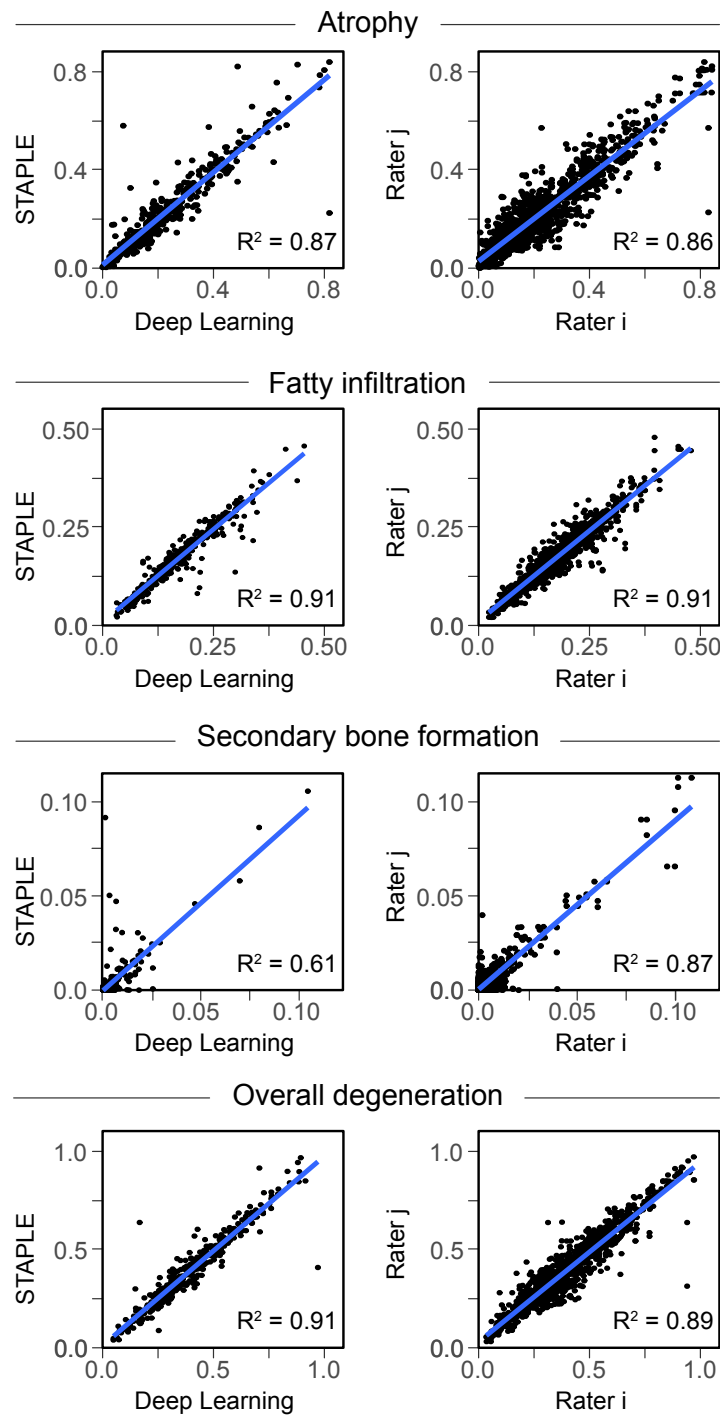 Atrophy
STAPLE
0.8
0.4
0.0
R² = 0.87
0.0 0.4 0.8
Deep Learning
Rater j
0.8
0.4
0.0
R² = 0.86
0.0 0.4 0.8
Rater i
Fatty infiltration
STAPLE
0.50
0.25
0.0
R² = 0.91
0.0 0.25 0.50
Deep Learning
Rater j
0.50
0.25
0.0
R² = 0.91
0.0 0.25 0.50
Rater i
Secondary bone formation
STAPLE
0.10
0.05
0.0
R² = 0.61
0.0 0.05 0.10
Deep Learning
Rater j
0.10
0.05
0.0
R² = 0.87
0.0 0.05 0.10
Rater i
Overall degeneration
STAPLE
1.0
0.5
0.0
R² = 0.91
0.0 0.5 1.0
Deep Learning
Rater j
1.0
0.5
0.0
R² = 0.89
0.0 0.5 1.0
Rater i